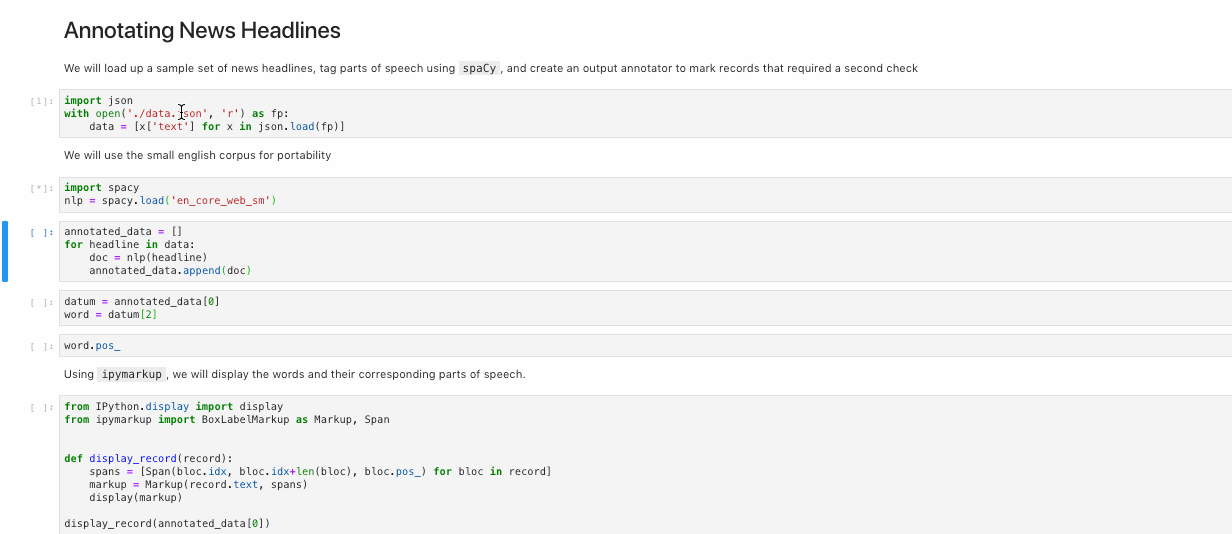 Annotating News Headlines
We will load up a sample set of news headlines, tag parts of speech using spaCy, and create an output annotator to mark records that required a second check
[1]: import json
with open('./data.json', 'r') as fp:
    data = [x['text'] for x in json.load(fp)]
We will use the small english corpus for portability
[*]: import spacy
nlp = spacy.load('en_core_web_sm')
[ ]: annotated_data = []
for headline in data:
    doc = nlp(headline)
    annotated_data.append(doc)
[ ]: datum = annotated_data[0]
word = datum[2]
[ ]: word.pos_
Using ipymarkup, we will display the words and their corresponding parts of speech.
[ ]: from IPython.display import display
from ipymarkup import BoxLabelMarkup as Markup, Span
def display_record(record):
    spans = [Span(bloc.idx, bloc.idx+len(bloc), bloc.pos_) for bloc in record]
    markup = Markup(record.text, spans)
    display(markup)
display_record(annotated_data[0])